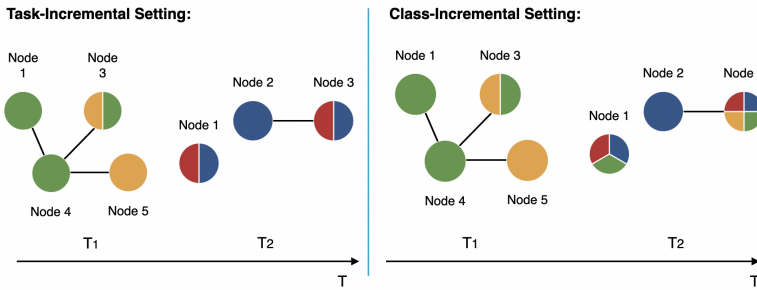 Task-Incremental Setting:
Node
1
Node
3
Node 4
Node 5
T1
Node 1
Node 2
Node 3
T2
T
Class-Incremental Setting:
Node 1
Node 3
Node 4
Node 5
T1
Node 1
Node 2
Node
T2
T